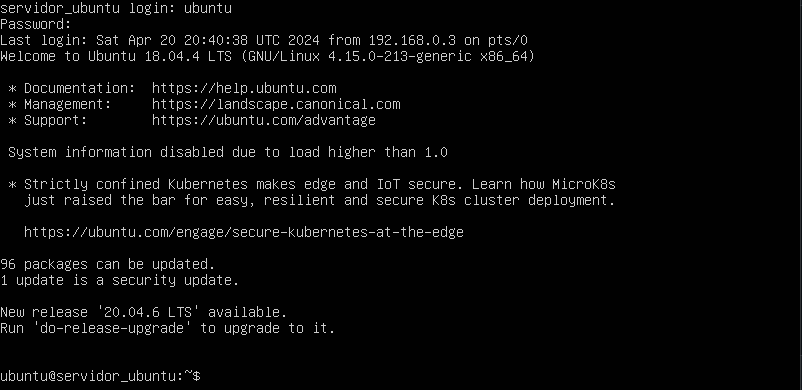 servidor_ubuntu login: ubuntu
Password:
Last login: Sat Apr 20 20:40:38 UTC 2024 from 192.168.0.3 on pts/0
Welcome to Ubuntu 18.04.4 LTS (GNU/Linux 4.15.0-213-generic x86_64)
* Documentation:  https://help.ubuntu.com
* Management:     https://landscape.canonical.com
* Support:        https://ubuntu.com/advantage
System information disabled due to load higher than 1.0
* Strictly confined Kubernetes makes edge and IoT secure. Learn how MicroK8s
just raised the bar for easy, resilient and secure K8s cluster deployment.
https://ubuntu.com/engage/secure-kubernetes-at-the-edge
96 packages can be updated.
1 update is a security update.
New release '20.04.6 LTS' available.
Run 'do-release-upgrade' to upgrade to it.
ubuntu@servidor_ubuntu:~$